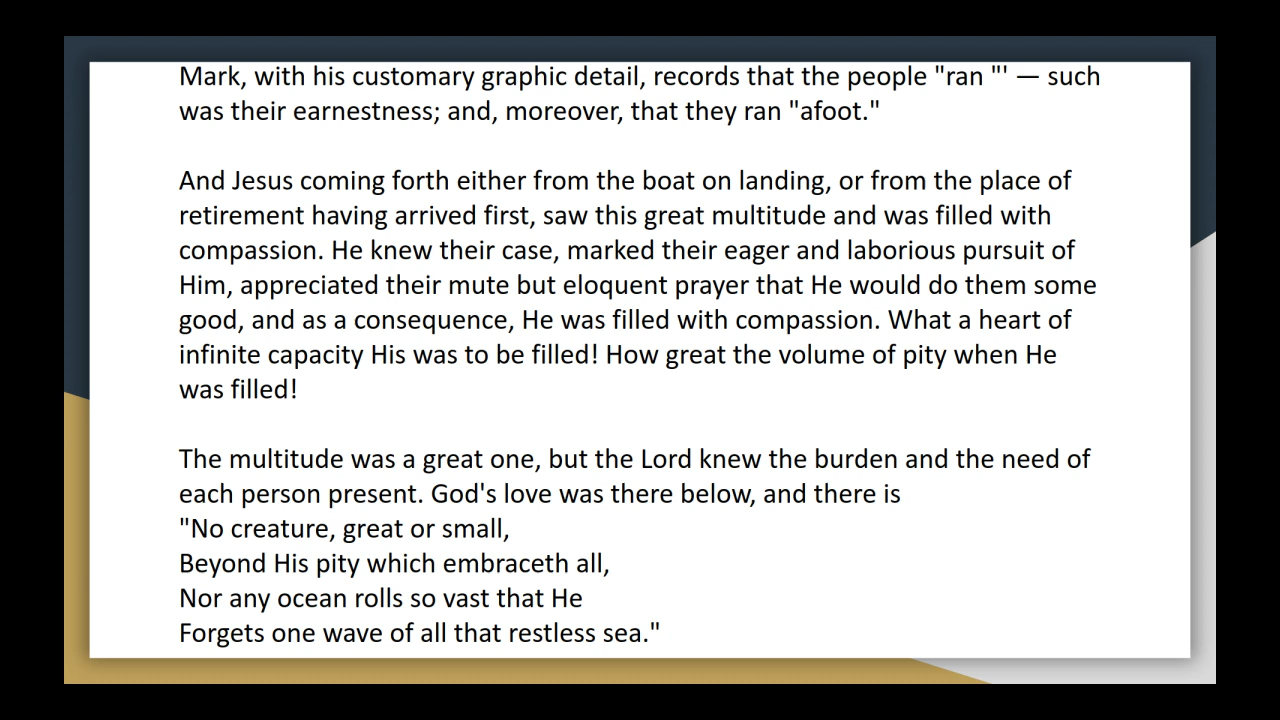 Mark, with his customary graphic detail, records that the people "ran "' — such
was their earnestness; and, moreover, that they ran "afoot."
And Jesus coming forth either from the boat on landing, or from the place of
retirement having arrived first, saw this great multitude and was filled with
compassion. He knew their case, marked their eager and laborious pursuit of
Him, appreciated their mute but eloquent prayer that He would do them some
good, and as a consequence, He was filled with compassion. What a heart of
infinite capacity His was to be filled! How great the volume of pity when He
was filled!
The multitude was a great one, but the Lord knew the burden and the need of
each person present. God's love was there below, and there is
"No creature, great or small,
Beyond His pity which embraceth all,
Nor any ocean rolls so vast that He
Forgets one wave of all that restless sea."